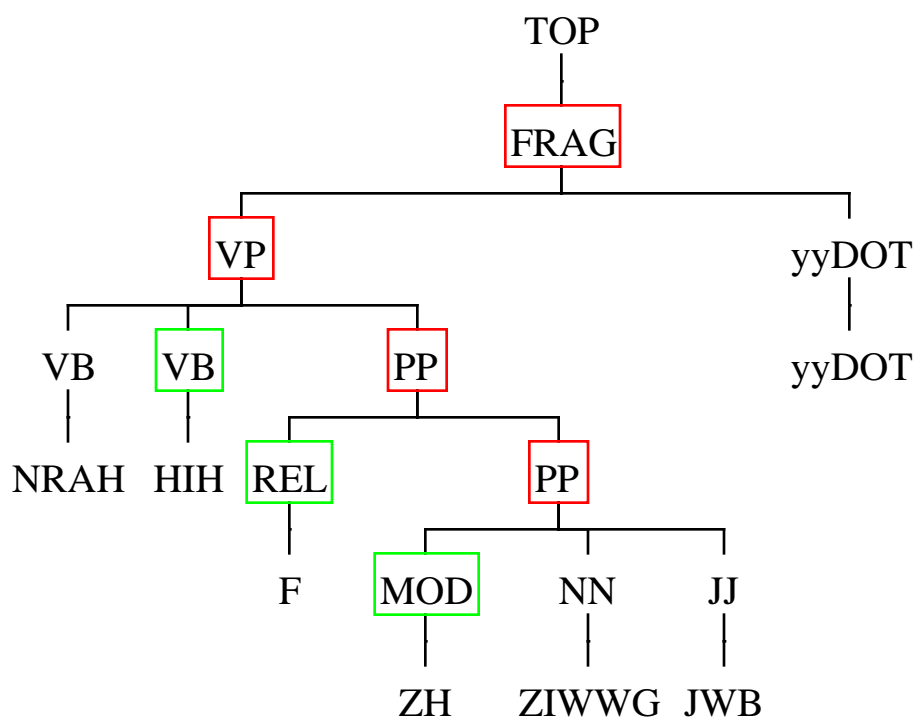 TOP
FRAG
VP yyDOT
VB VB PP yyDOT
NRAH HIH REL PP
F MOD NN JJ
ZH ZIWWG JWB